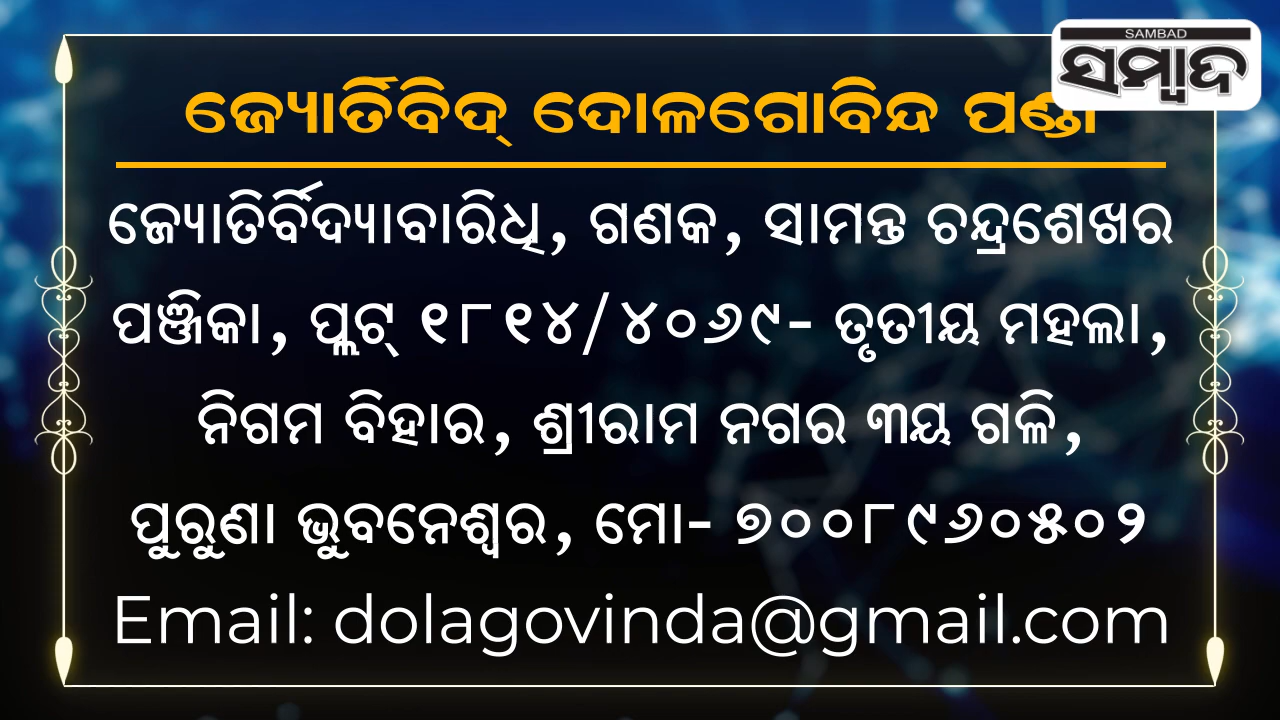 SAMBAD
ସମ୍ବାଦ
ଜ୍ୟୋର୍ତିବିଦ୍ ଦୋଳଗୋବିନ୍ଦ ପଣ୍ଡା
ଜ୍ୟୋତିର୍ବିଦ୍ୟାବାରିଧି, ଗଣକ, ସାମନ୍ତ ଚନ୍ଦ୍ରଶେଖର
ପଞ୍ଜିକା, ପ୍ଲଟ୍ ୧୮୧୪/୪୦୬୯- ତୃତୀୟ ମହଲା,
ନିଗମ ବିହାର, ଶ୍ରୀରାମ ନଗର ୩ୟ ଗଳି,
ପୁରୁଣା ଭୁବନେଶ୍ୱର, ମୋ- ୭୦୦୮୯୬୦୫୦୨
Email: dolagovinda@gmail.com